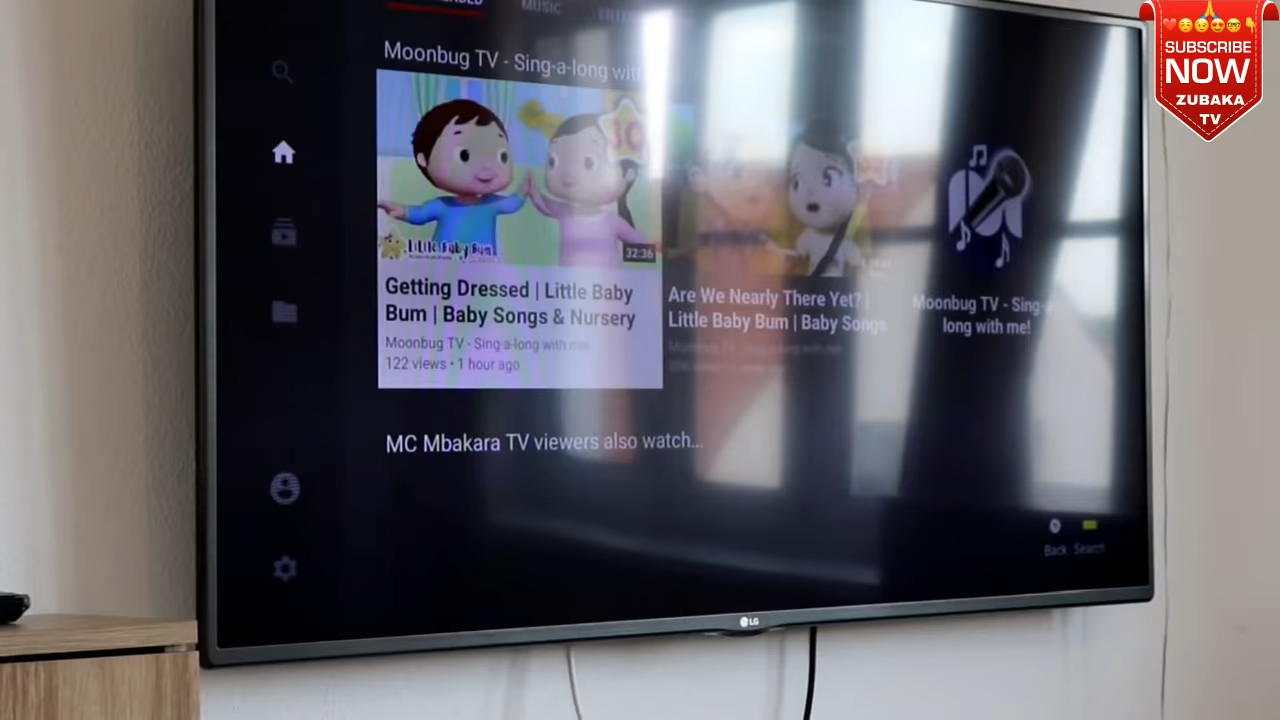 MUSIC
Moonbug TV - Sing-a-long with
Little Baby Bum
32:36
Getting Dressed | Little Baby
Bum | Baby Songs & Nursery
Moonbug TV - Sing-a-long with me!
122 views • 1 hour ago
Are We Nearly There Yet? |
Little Baby Bum | Baby Songs
Moonbug TV - Sing-a-
long with me!
MC Mbakara TV viewers also watch...
Back Search
LG
SUBSCRIBE
NOW
ZUBAKA
TV